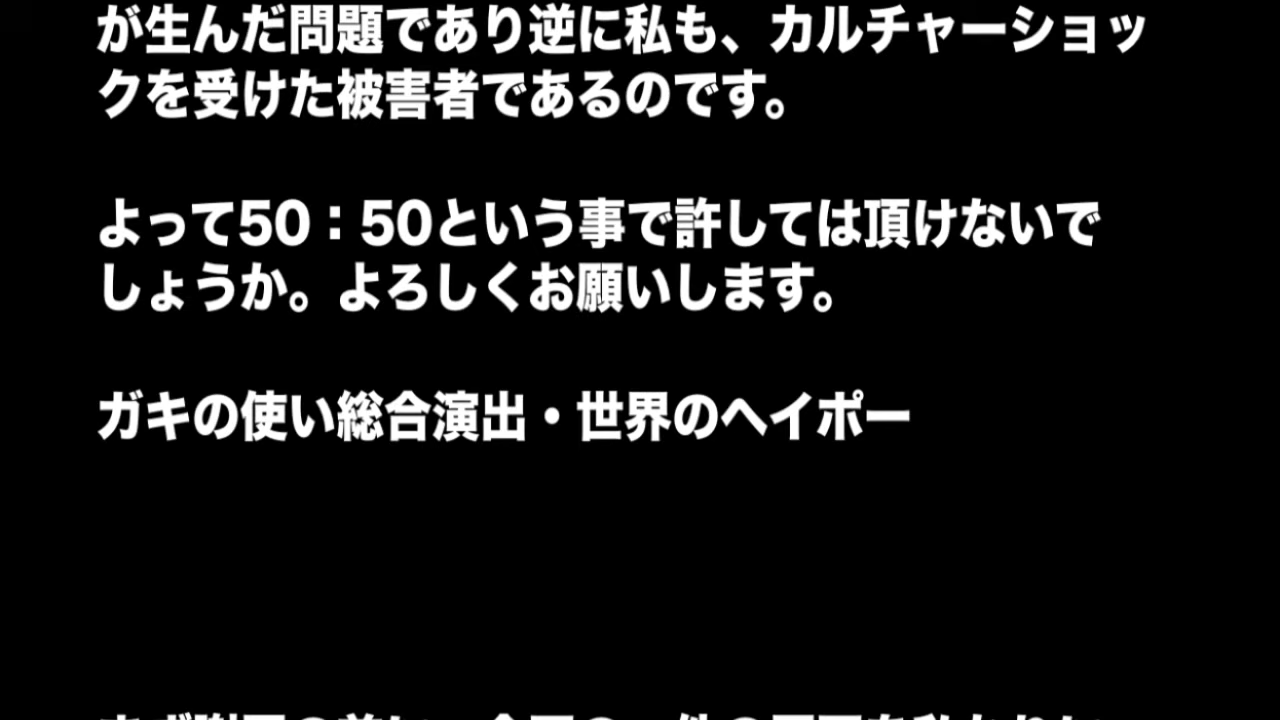 が生んだ問題であり逆に私も、カルチャーショッ
クを受けた被害者であるのです。
よって50：50という事で許しては頂けないで
しょうか。よろしくお願いします。
ガキの使い総合演出・世界のヘイポー